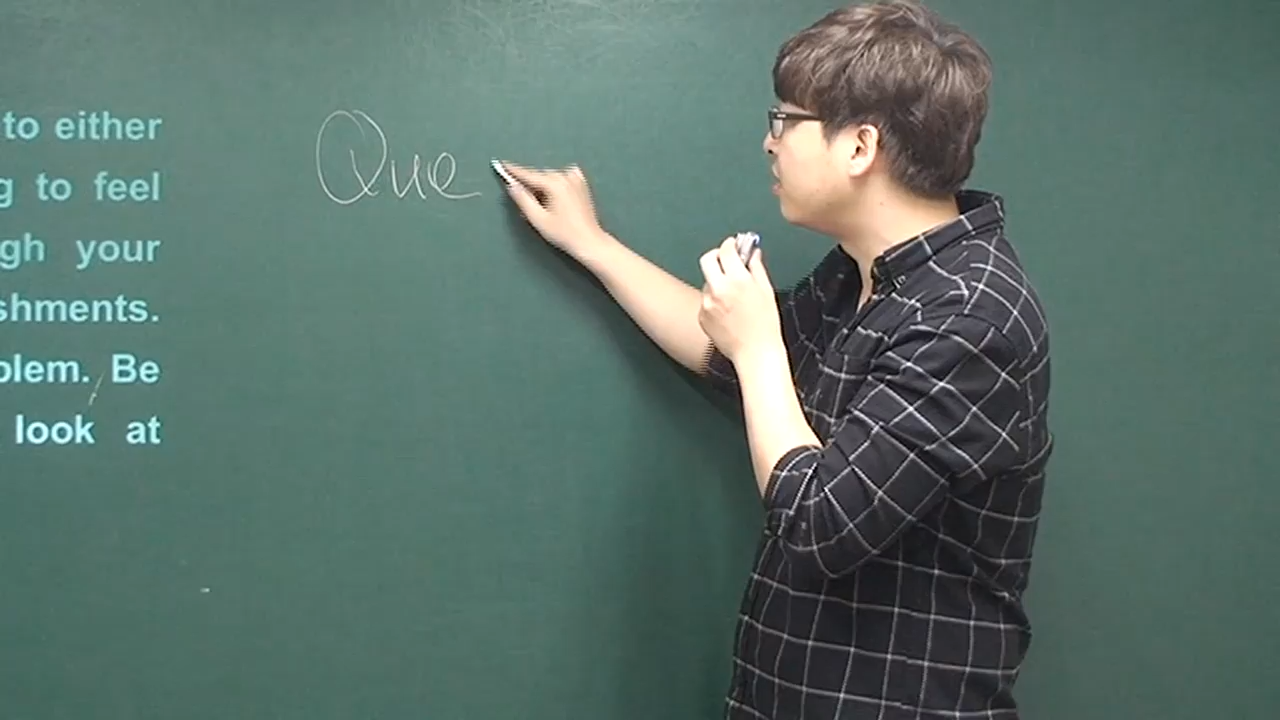 to either
g to feel
gh your
shments.
blem. Be
look at
Que